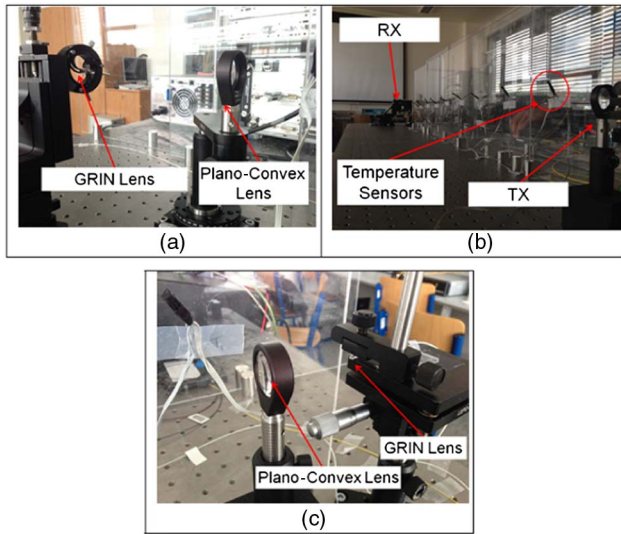 GRIN Lens
Plano-Convex
Lens
(a)
RX
Temperature
Sensors
TX
(b)
GRIN Lens
Plano-Convex Lens
(c)